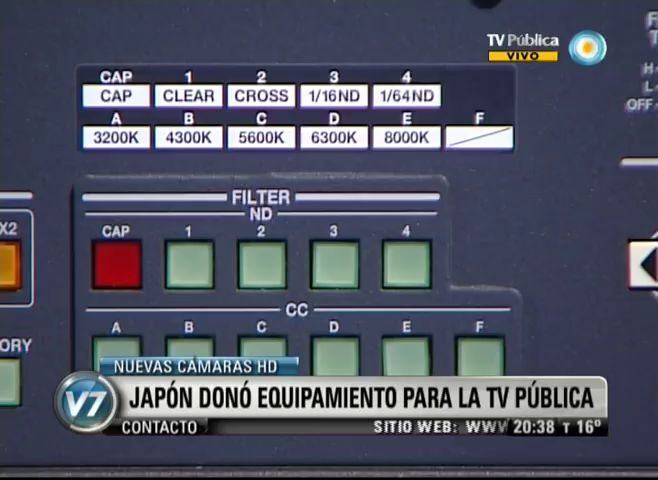 TV Pública
VIVO
CAP 1 2 3 4
CAP CLEAR CROSS 1/16ND 1/64ND
A B C D E F
3200K 4300K 5600K 6300K 8000K
H
L
OFF
FILTER
ND
X2 CAP 1 2 3 4
CC
ORY A B C D E F
NUEVAS CÁMARAS HD
V7 JAPÓN DONÓ EQUIPAMIENTO PARA LA TV PÚBLICA
CONTACTO SITIO WEB: WWW 20:38 T 16º